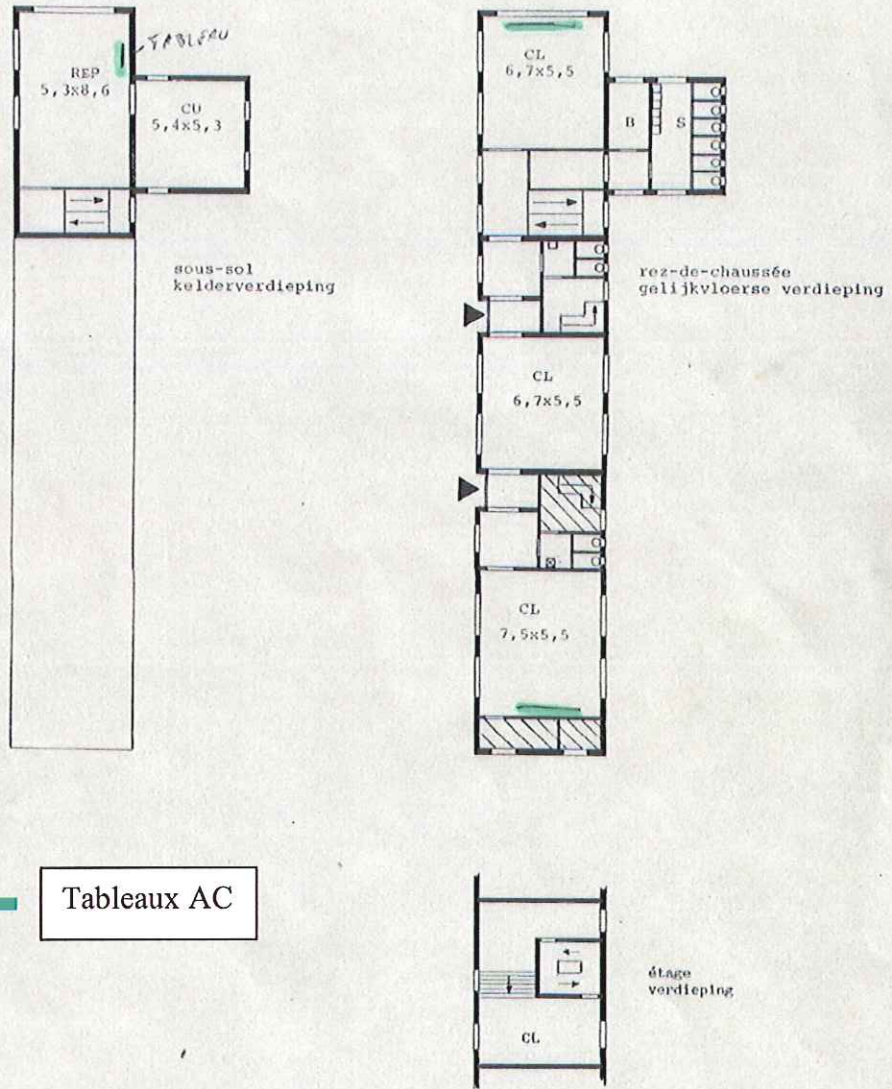 TABLEAU
REP
5,3x8,6
CU
5,4x5,3
sous-sol
kelderverdieping
CL
6,7x5,5
B
S
rez-de-chaussée
gelijkvloerse verdieping
CL
6,7x5,5
CL
7,5x5,5
Tableaux AC
étage
verdieping
CL